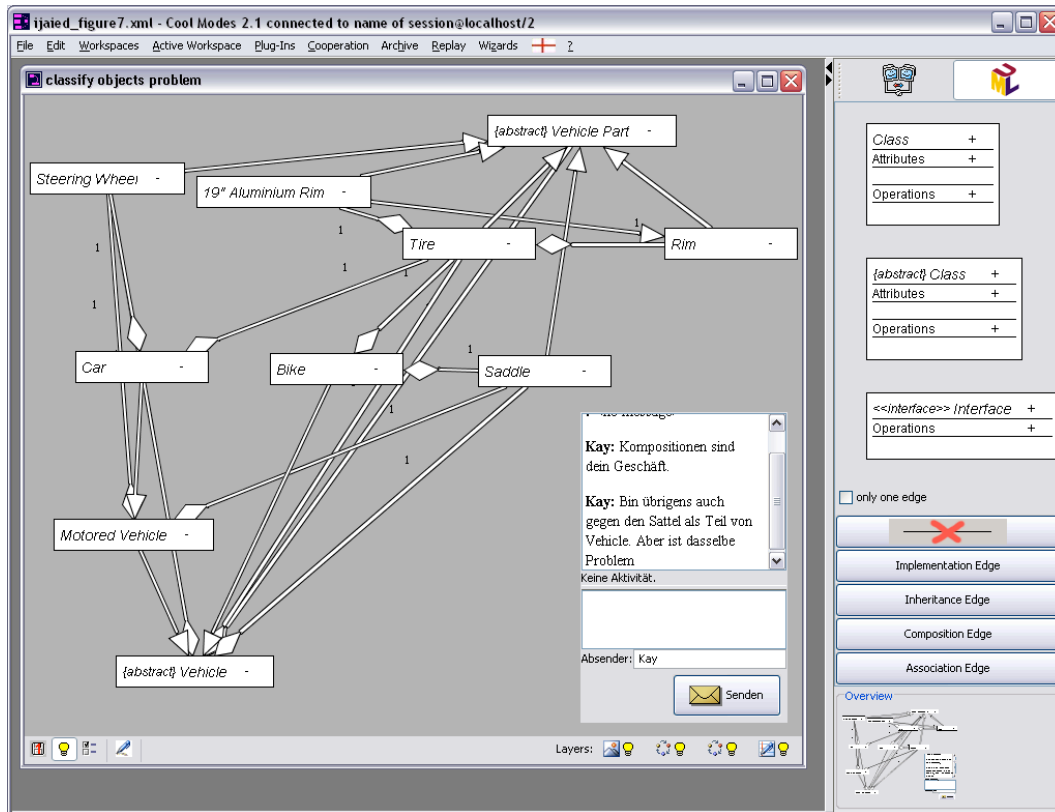 ijaied_figure7.xml - Cool Modes 2.1 connected to name of session@localhost/2
File Edit Workspaces Active Workspace Plug-Ins Cooperation Archive Replay Wizards ?
classify objects problem
{abstract} Vehicle Part -
Steering Wheel -
19" Aluminium Rim -
1
1
1
Tire -
Rim -
1
1
1
1
Car -
Bike -
Saddle -
1
1
Motored Vehicle -
{abstract} Vehicle -
Kay: Kompositionen sind
dein Geschäft.
Kay: Bin übrigens auch
gegen den Sattel als Teil von
Vehicle. Aber ist dasselbe
Problem
Keine Aktivität.
Absender: Kay
Senden
Layers:
UML
Class +
Attributes +
Operations +
{abstract} Class +
Attributes +
Operations +
<<interface>> Interface +
Operations +
only one edge
Implementation Edge
Inheritance Edge
Composition Edge
Association Edge
Overview